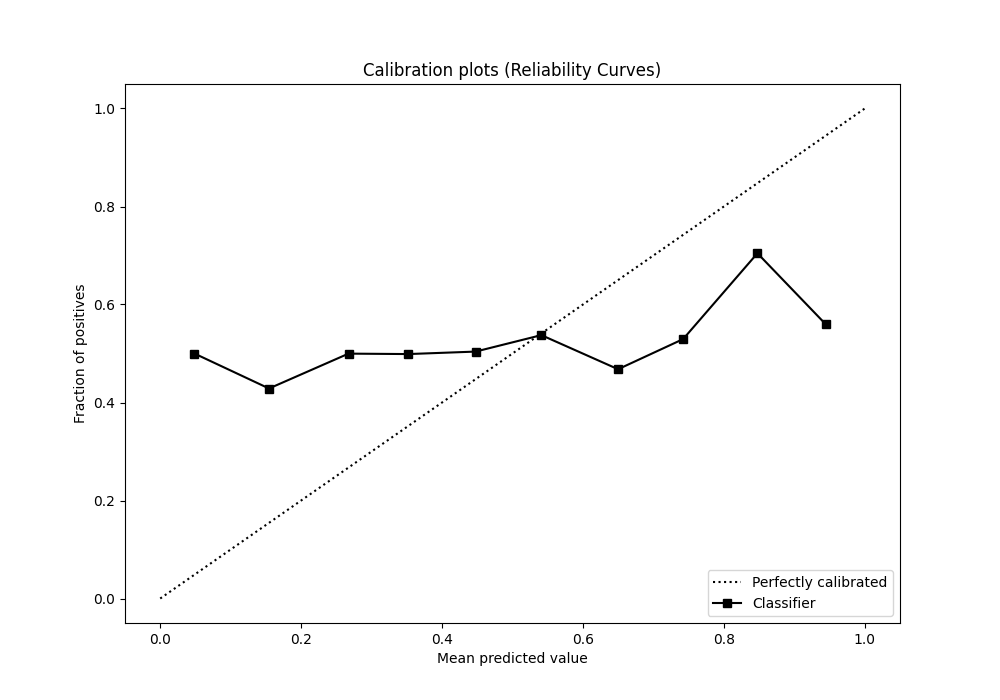 Calibration plots (Reliability Curves)
1.0
0.8
0.6
0.4
0.2
0.0
Fraction of positives
0.0 0.2 0.4 0.6 0.8 1.0
Mean predicted value
Perfectly calibrated
Classifier